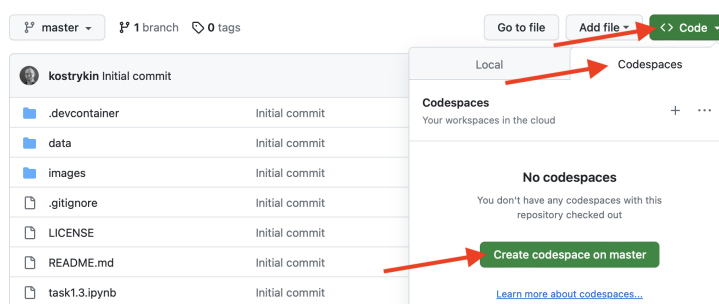 master
1 branch
0 tags
Go to file
Add file
<> Code
kostrykin Initial commit
.devcontainer Initial commit
data Initial commit
images Initial commit
.gitignore Initial commit
LICENSE Initial commit
README.md Initial commit
task1.3.ipynb Initial commit
Local
Codespaces
Codespaces
Your workspaces in the cloud
No codespaces
You don't have any codespaces with this
repository checked out
Create codespace on master
Learn more about codespaces...